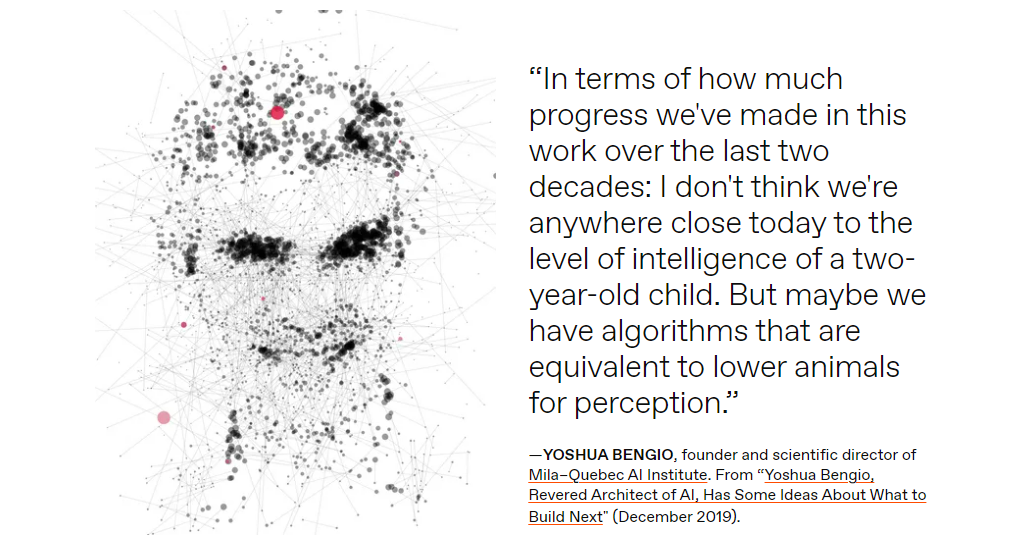 “In terms of how much
progress we've made in this
work over the last two
decades: I don't think we're
anywhere close today to the
level of intelligence of a two-
year-old child. But maybe we
have algorithms that are
equivalent to lower animals
for perception.”
—YOSHUA BENGIO, founder and scientific director of
Mila–Quebec AI Institute. From “Yoshua Bengio,
Revered Architect of AI, Has Some Ideas About What to
Build Next" (December 2019).